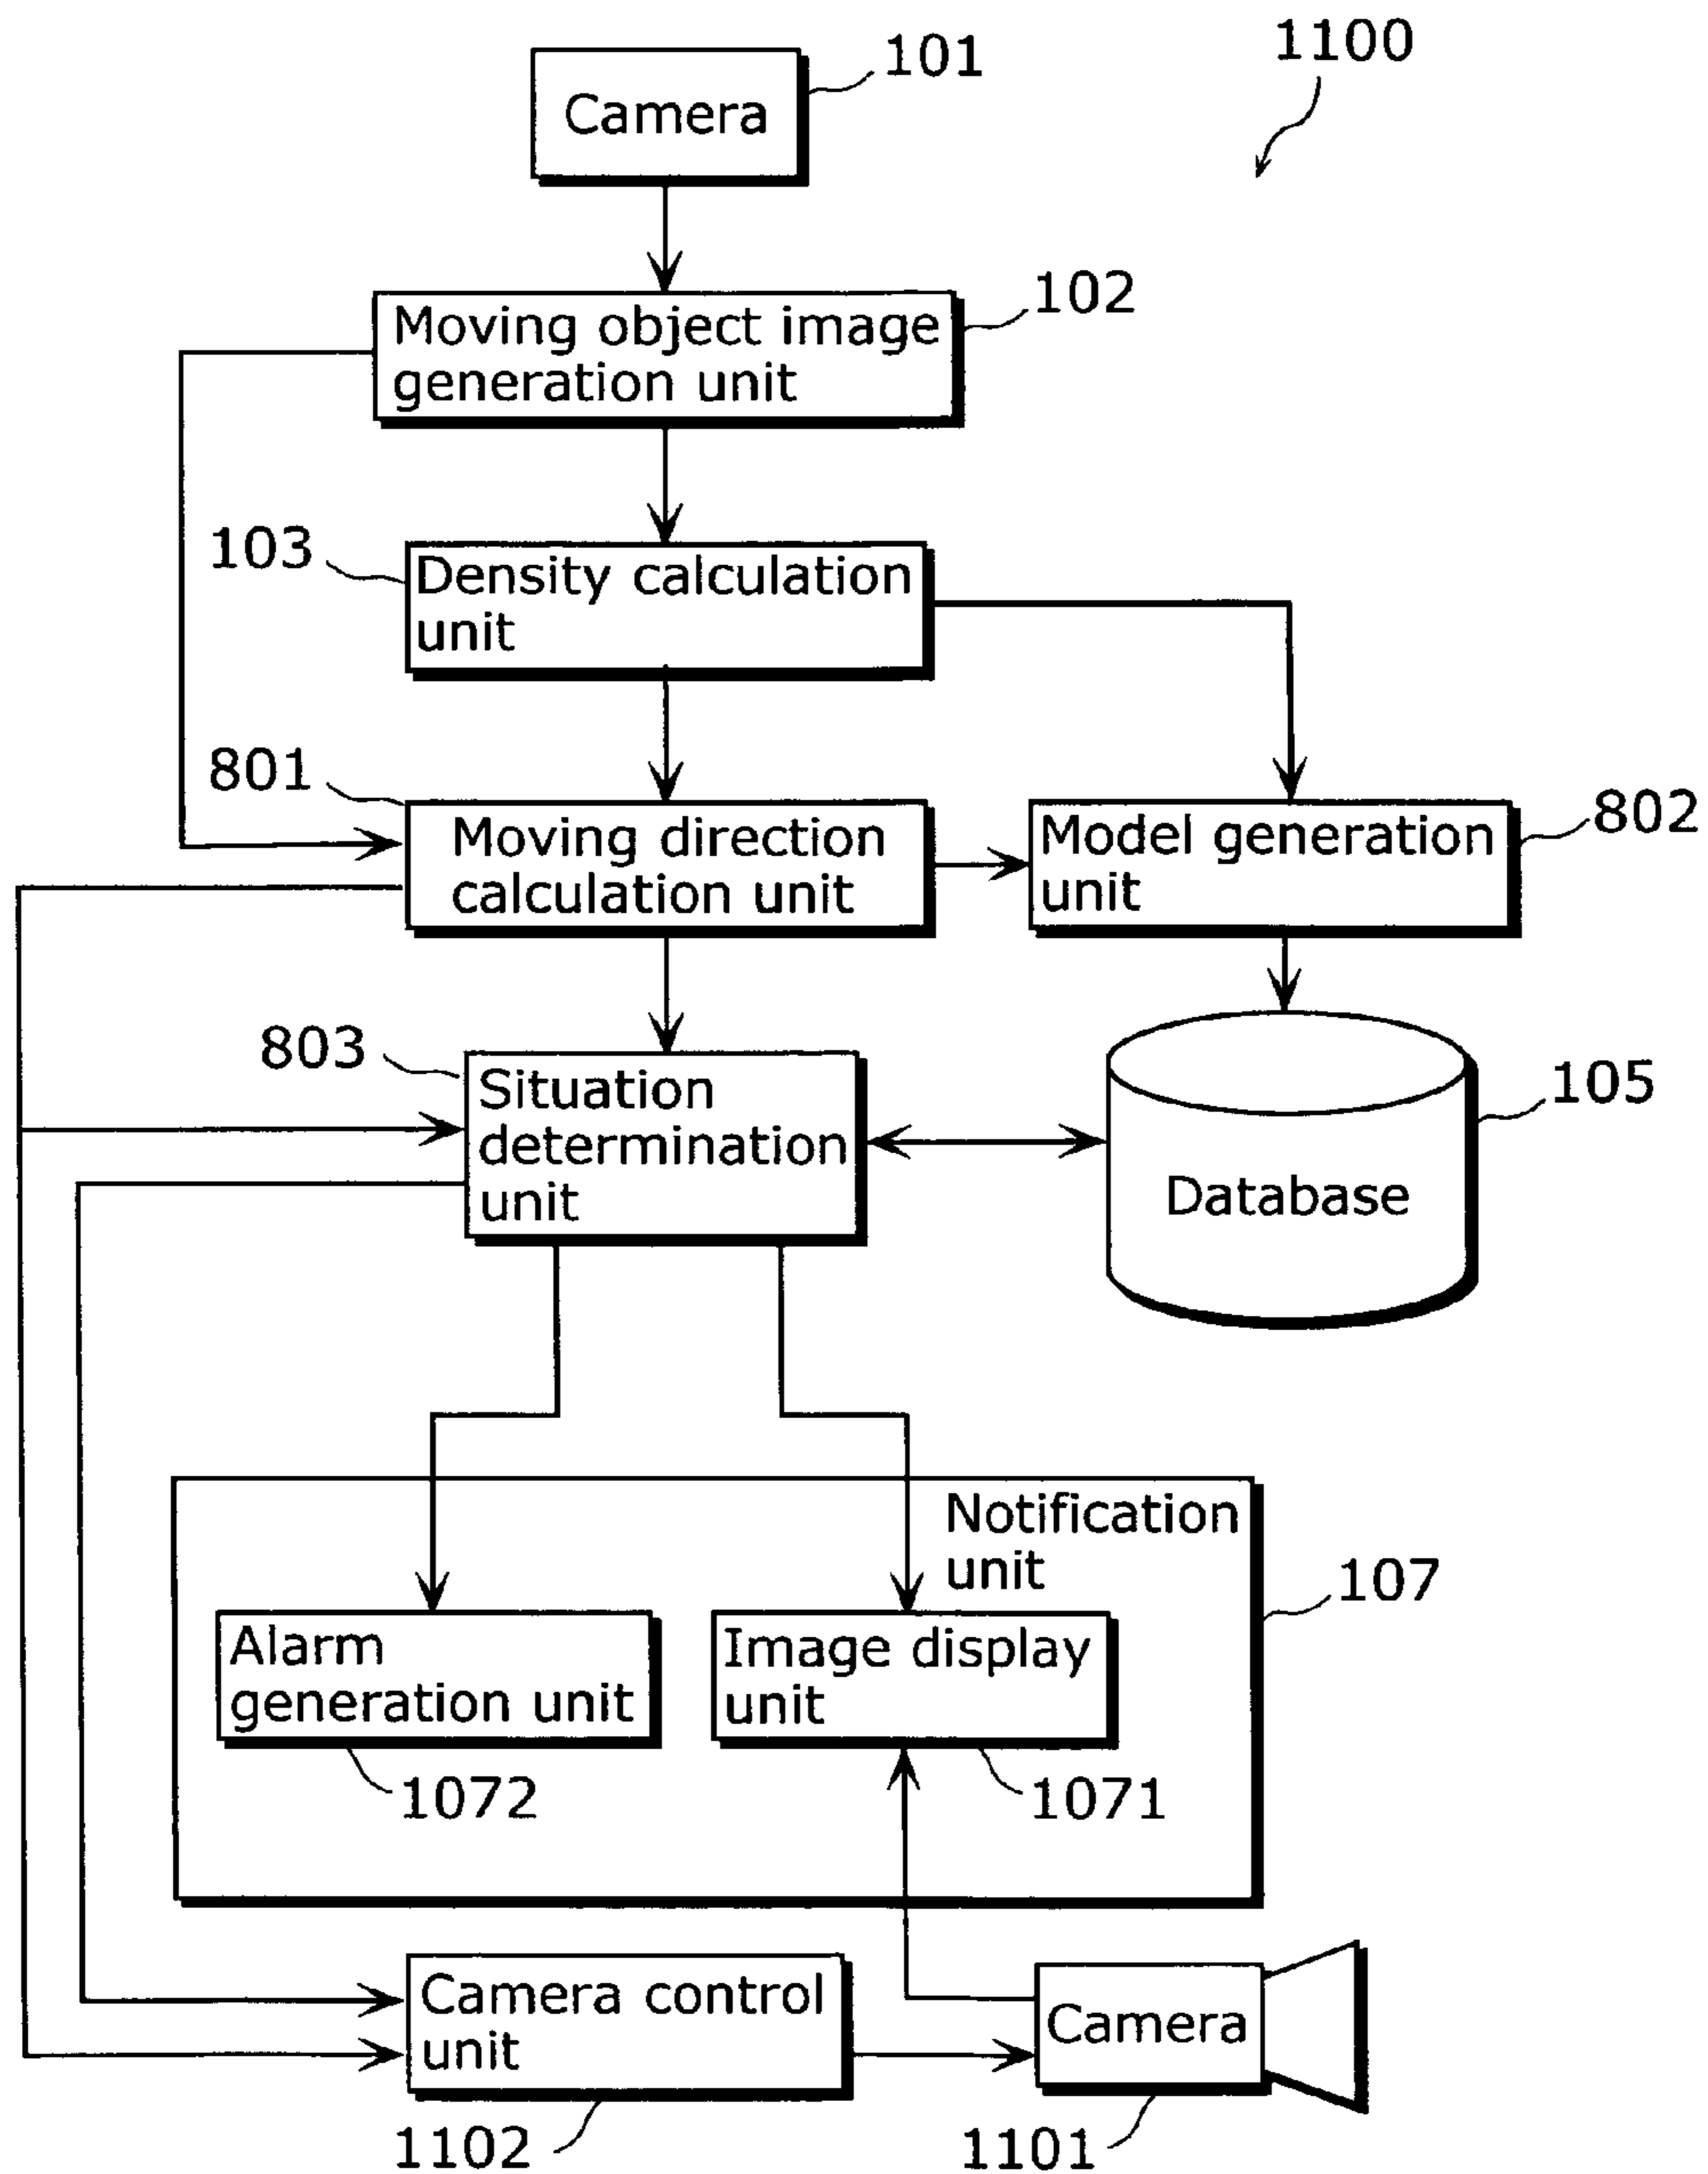 101
1100
Camera
102
Moving object image
generation unit
103
Density calculation
unit
801
Moving direction
calculation unit
802
Model generation
unit
803
Situation
determination
unit
105
Database
Notification
unit
107
Alarm
generation unit
Image display
unit
1072
1071
Camera control
unit
Camera
1102
1101